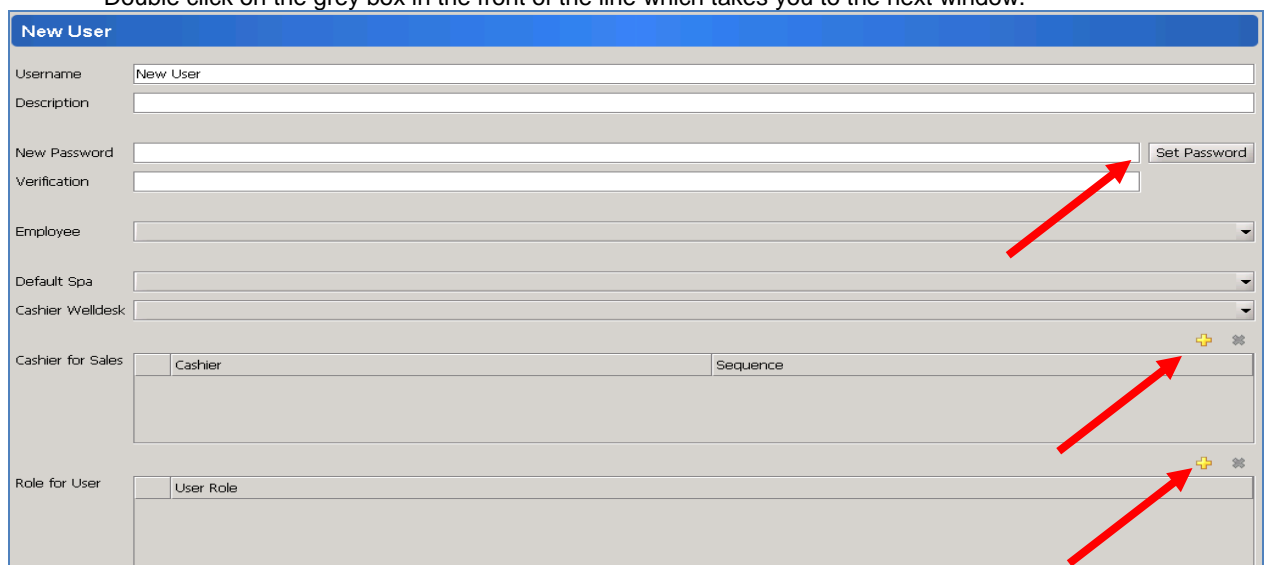 Double click on the grey box in the front of the line which takes you to the next window.
New User
Username New User
Description
New Password Set Password
Verification
Employee
Default Spa
Cashier Welldesk
Cashier for Sales Cashier Sequence
Role for User User Role